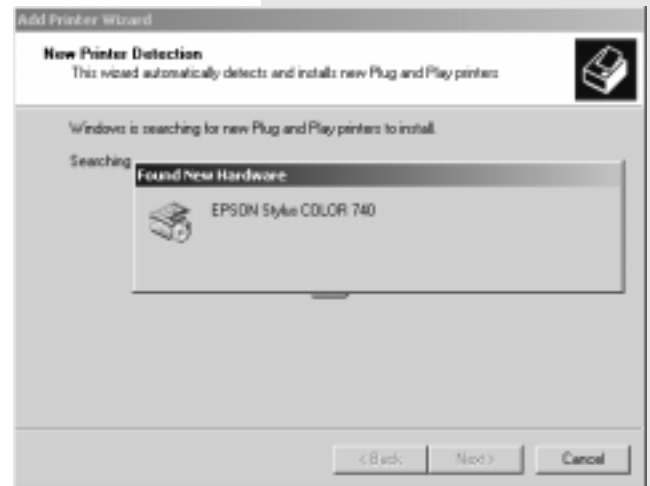 Add Printer Wizard
New Printer Detection
This wizard automatically detects and installs new Plug and Play printers
Windows is searching for new Plug and Play printers to install.
Searching
Found New Hardware
EPSON Stylus COLOR 740
< Back
Next >
Cancel